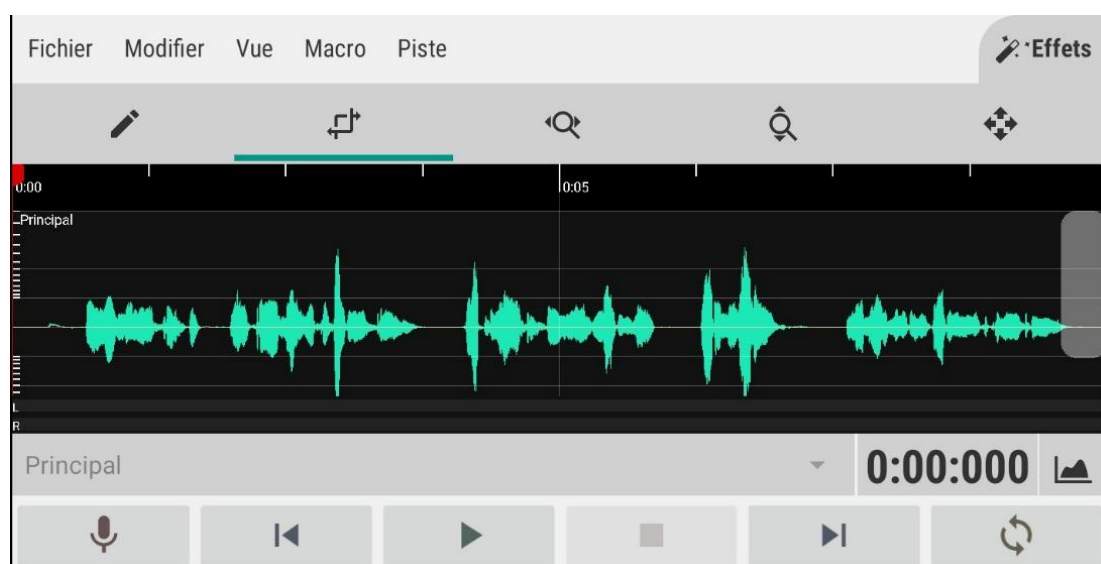 Fichier Modifier Vue Macro Piste Effets
0:00 0:05
Principal
L
R
Principal 0:00:000